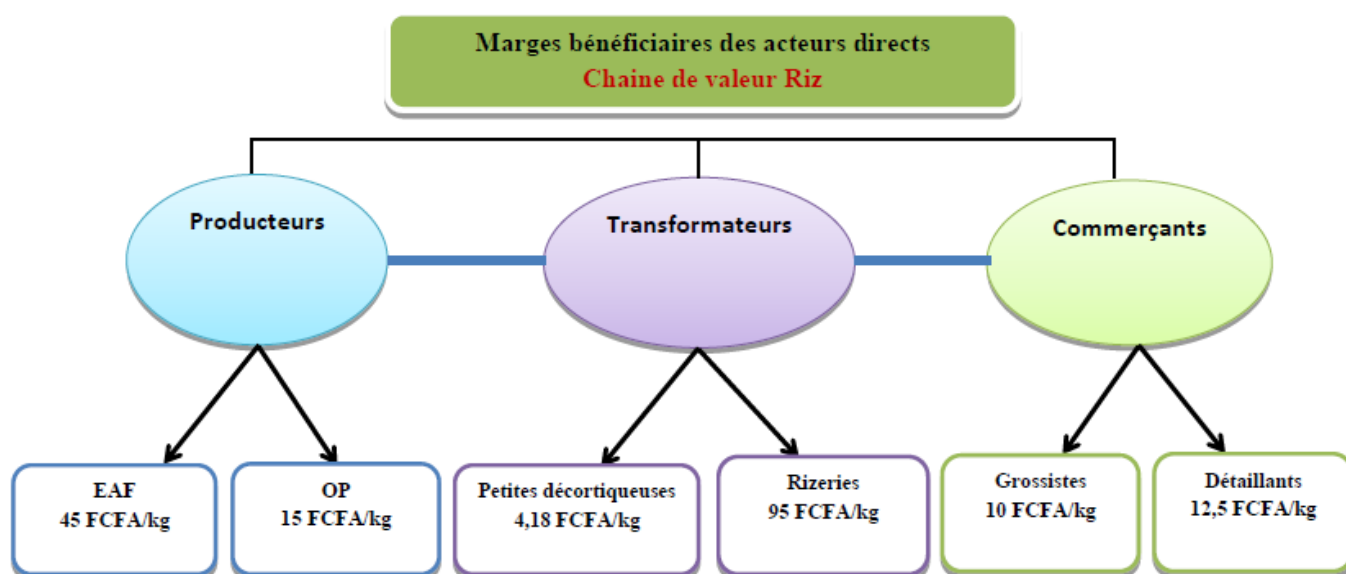 Marges bénéficiaires des acteurs directs
Chaine de valeur Riz
Producteurs
Transformateurs
Commerçants
EAF
45 FCFA/kg
OP
15 FCFA/kg
Petites décortiqueuses
4,18 FCFA/kg
Rizeries
95 FCFA/kg
Grossistes
10 FCFA/kg
Détaillants
12,5 FCFA/kg